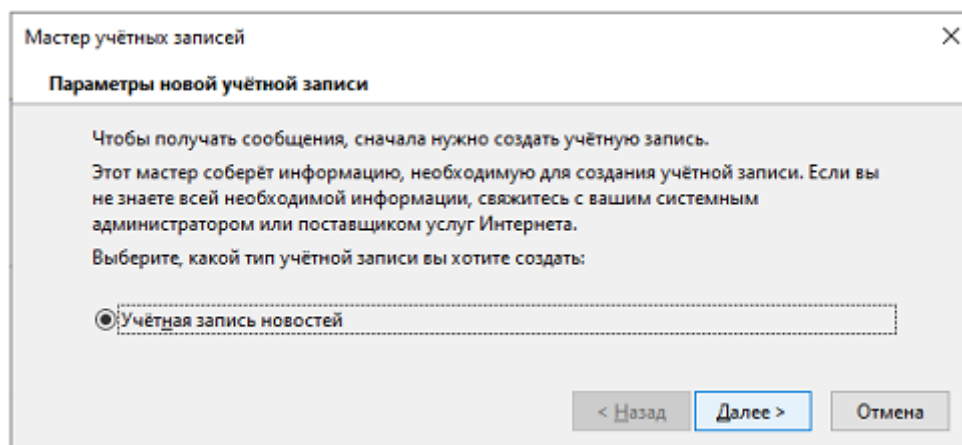 Мастер учётных записей
Параметры новой учётной записи
Чтобы получать сообщения, сначала нужно создать учётную запись.
Этот мастер соберёт информацию, необходимую для создания учётной записи. Если вы
не знаете всей необходимой информации, свяжитесь с вашим системным
администратором или поставщиком услуг Интернета.
Выберите, какой тип учётной записи вы хотите создать:
Учётная запись новостей
< Назад Далее > Отмена